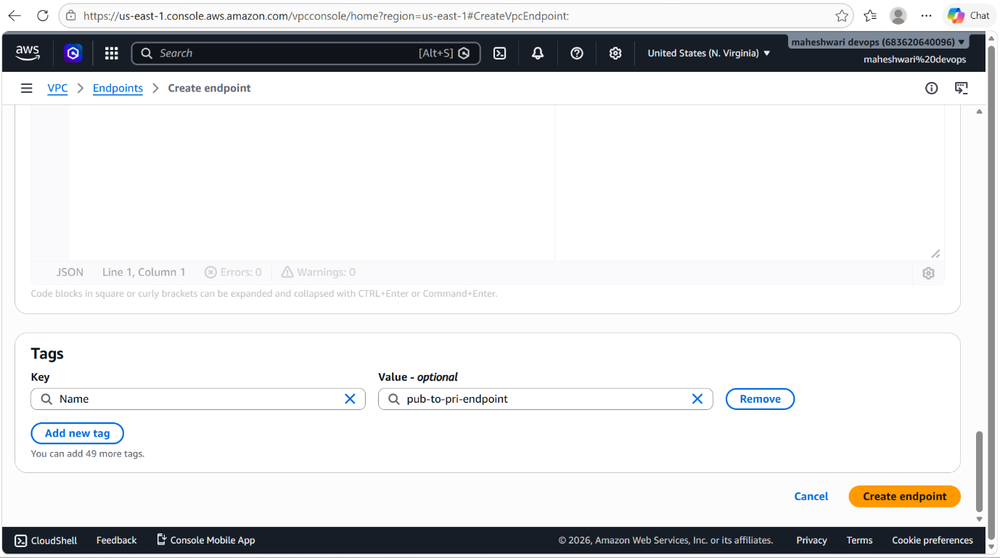 https://us-east-1.console.aws.amazon.com/vpcconsole/home?region=us-east-1#CreateVpcEndpoint:
Chat
aws
Search
[Alt+S]
United States (N. Virginia)
maheshwari devops (683620640096)
maheshwari%20devops
VPC > Endpoints > Create endpoint
JSON Line 1, Column 1 Errors: 0 Warnings: 0
Code blocks in square or curly brackets can be expanded and collapsed with CTRL+Enter or Command+Enter.
Tags
Key
Value - optional
Name
pub-to-pri-endpoint
Remove
Add new tag
You can add 49 more tags.
Cancel
Create endpoint
CloudShell Feedback Console Mobile App
© 2026, Amazon Web Services, Inc. or its affiliates. Privacy Terms Cookie preferences